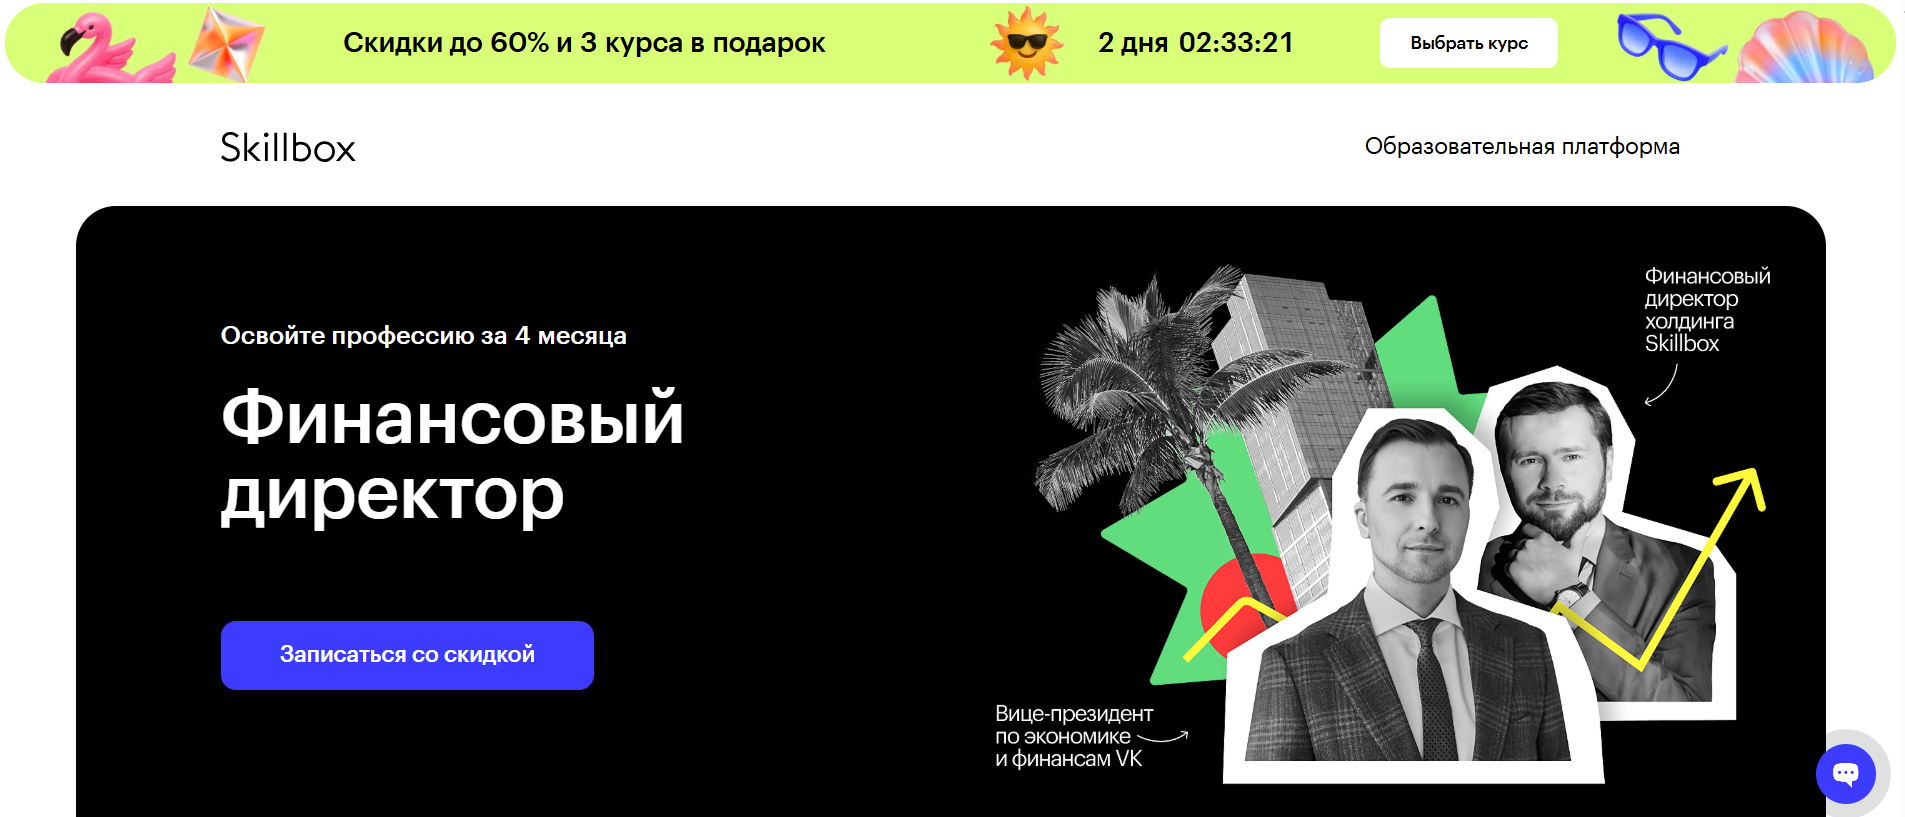 Скидки до 60% и 3 курса в подарок
2 дня 02:33:21
Выбрать курс
Skillbox
Образовательная платформа
Освойте профессию за 4 месяца
Финансовый
директор
Записаться со скидкой
Финансовый
директор
холдинга
Skillbox
Вице-президент
по экономике
и финансам VK